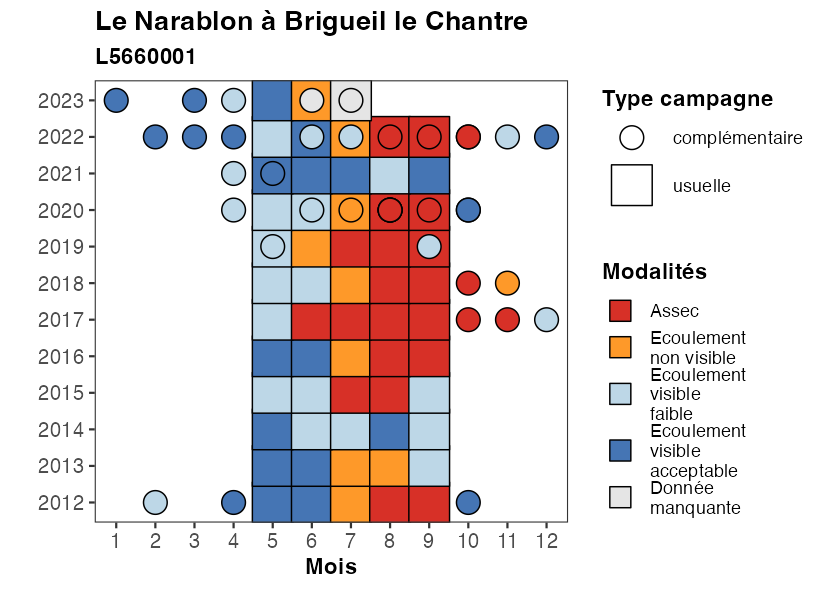 Le Narablon à Brigueil le Chantre
L5660001
2023
2022
2021
2020
2019
2018
2017
2016
2015
2014
2013
2012
1 2 3 4 5 6 7 8 9 10 11 12
Mois
Type campagne
complémentaire
usuelle
Modalités
Assec
Ecoulement
non visible
Ecoulement
visible
faible
Ecoulement
visible
acceptable
Donnée
manquante